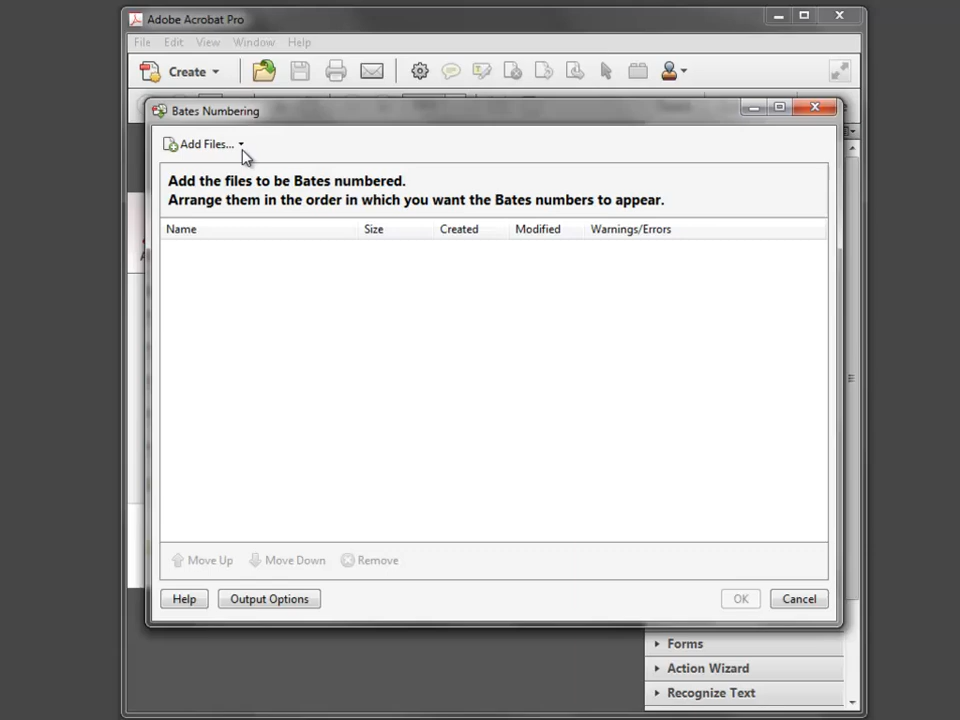 Adobe Acrobat Pro
File Edit View Window Help
Create
Bates Numbering
Add Files...
Add the files to be Bates numbered.
Arrange them in the order in which you want the Bates numbers to appear.
Name Size Created Modified Warnings/Errors
Move Up Move Down Remove
Help Output Options OK Cancel
Forms
Action Wizard
Recognize Text